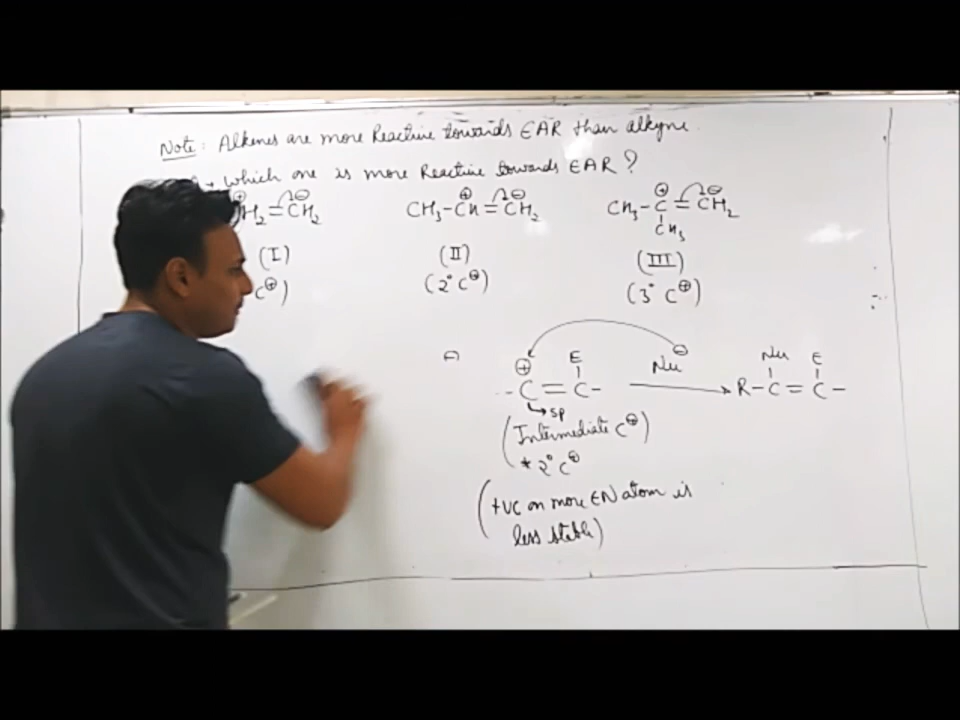 Note: Alkenes are more Reactive towards EAR than alkyne.
which one is more Reactive towards EAR?
H₂=CH₂ ⊕ ⊖
CH₃-CH=CH₂ ⊕ ⊖
CH₃-C=CH₂ ⊕ ⊖
CH₃
(I)
(II)
(III)
C⊕)
(2° C⊕)
(3° C⊕)
⊕ E Nu⊖ Nu E
-C=C- → R-C=C-
↳sp
(Intermediate C⊕)
* 2° C⊕
(+ve on more EN atom is
less stable)